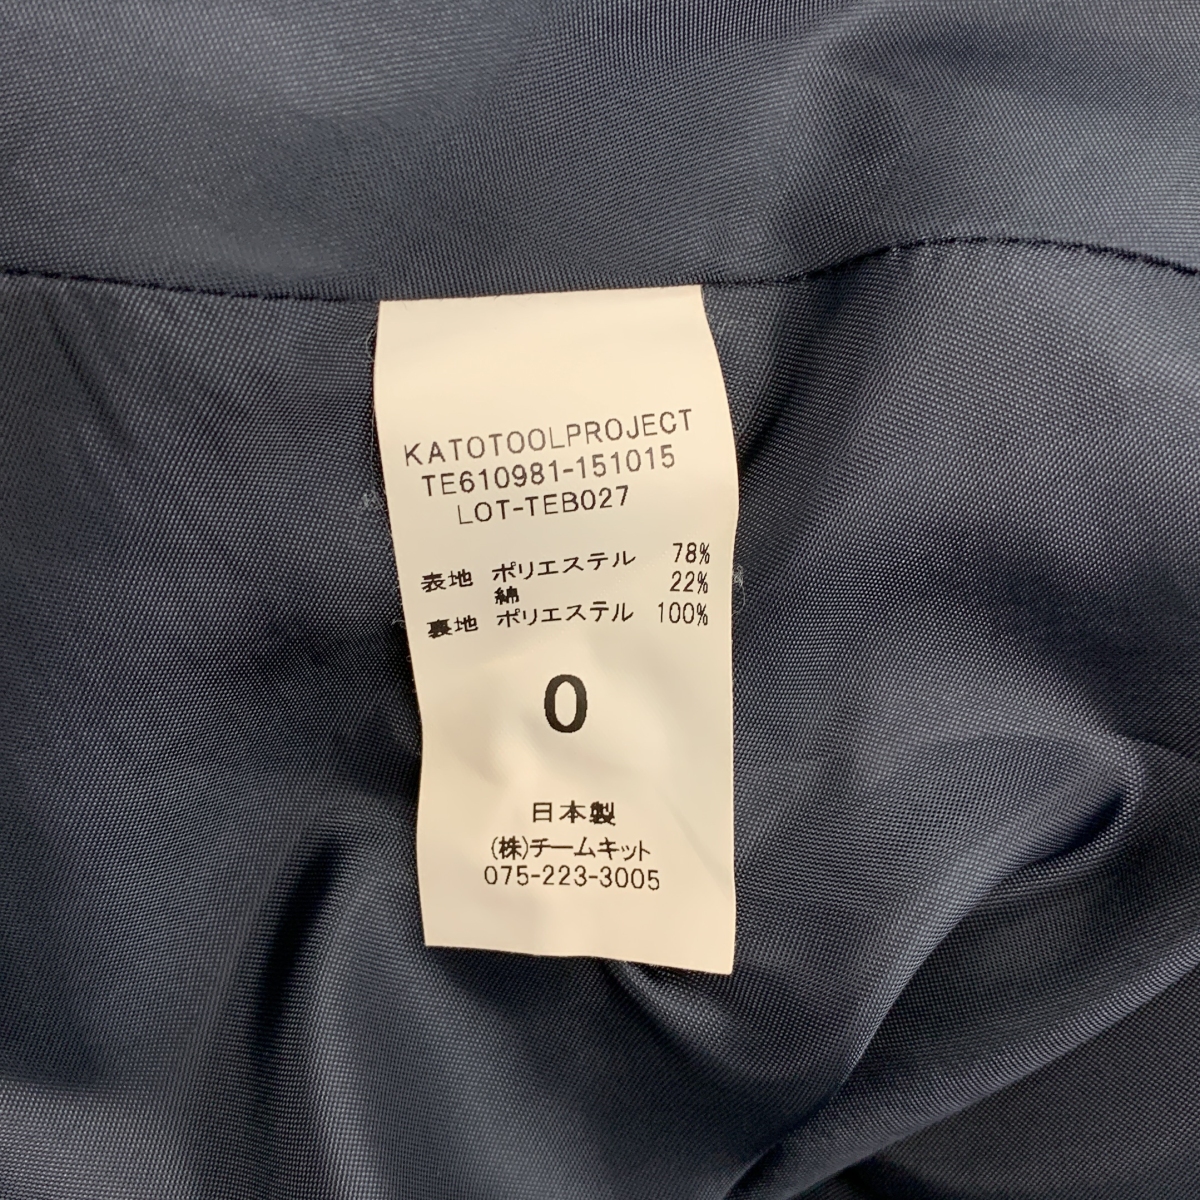 KATOTOOLPROJECT
TE610981-151015
LOT-TEB027
表地 ポリエステル 78%
綿 22%
裏地 ポリエステル 100%
0
日本製
(株)チームキット
075-223-3005